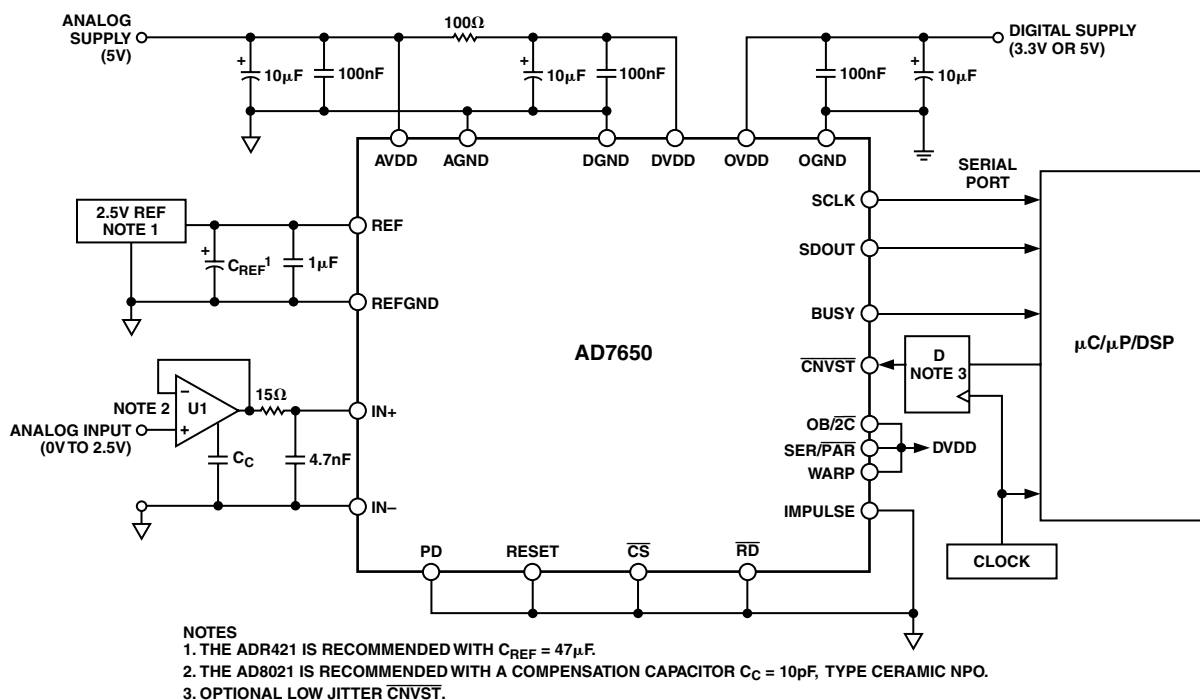 ANALOG
SUPPLY
(5V)
100Ω
DIGITAL SUPPLY
(3.3V OR 5V)
+
10μF
100nF
+
10μF
100nF
100nF
+
10μF
AVDD
AGND
DGND
DVDD
OVDD
OGND
SERIAL
PORT
2.5V REF
NOTE 1
REF
SCLK
+
CREF1
1μF
SDOUT
REFGND
BUSY
AD7650
μC/μP/DSP
CNVST
D
NOTE 3
–
U1
+
15Ω
NOTE 2
IN+
ANALOG INPUT
(0V TO 2.5V)
OB/2C
SER/PAR
DVDD
WARP
CC
4.7nF
IN–
IMPULSE
CLOCK
PD
RESET
CS
RD
NOTES
1. THE ADR421 IS RECOMMENDED WITH CREF = 47μF.
2. THE AD8021 IS RECOMMENDED WITH A COMPENSATION CAPACITOR CC = 10pF, TYPE CERAMIC NPO.
3. OPTIONAL LOW JITTER CNVST.